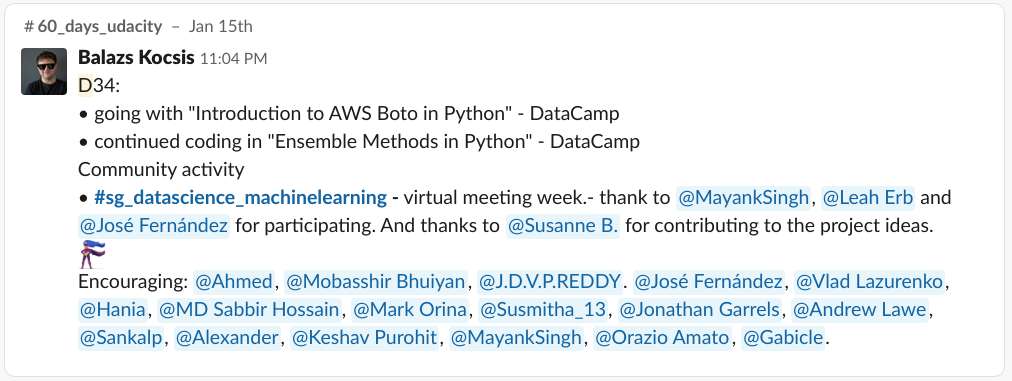 # 60_days_udacity – Jan 15th
Balazs Kocsis 11:04 PM
D34:
• going with "Introduction to AWS Boto in Python" - DataCamp
• continued coding in "Ensemble Methods in Python" - DataCamp
Community activity
• #sg_datascience_machinelearning - virtual meeting week.- thank to @MayankSingh, @Leah Erb and
@José Fernández for participating. And thanks to @Susanne B. for contributing to the project ideas.
Encouraging: @Ahmed, @Mobasshir Bhuiyan, @J.D.V.P.REDDY. @José Fernández, @Vlad Lazurenko,
@Hania, @MD Sabbir Hossain, @Mark Orina, @Susmitha_13, @Jonathan Garrels, @Andrew Lawe,
@Sankalp, @Alexander, @Keshav Purohit, @MayankSingh, @Orazio Amato, @Gabicle.